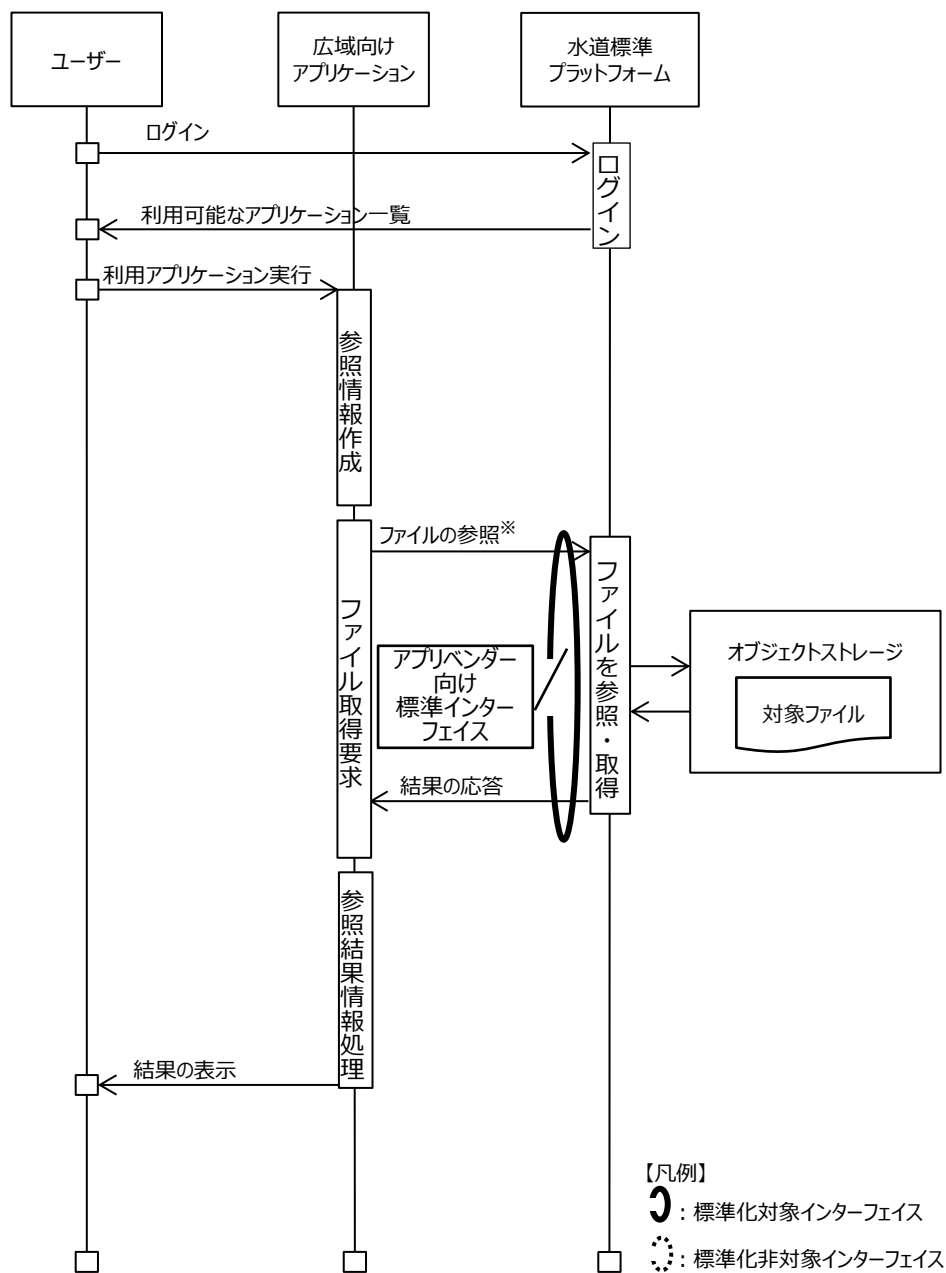 ユーザー
広域向け
アプリケーション
水道標準
プラットフォーム
ログイン
ログイン
利用可能なアプリケーション一覧
利用アプリケーション実行
参照情報作成
ファイルの参照※
ファイル取得要求
ファイルを参照・取得
アプリベンダー
向け
標準インター
フェイス
オブジェクトストレージ
対象ファイル
結果の応答
参照結果情報処理
結果の表示
【凡例】
：標準化対象インターフェイス
：標準化非対象インターフェイス